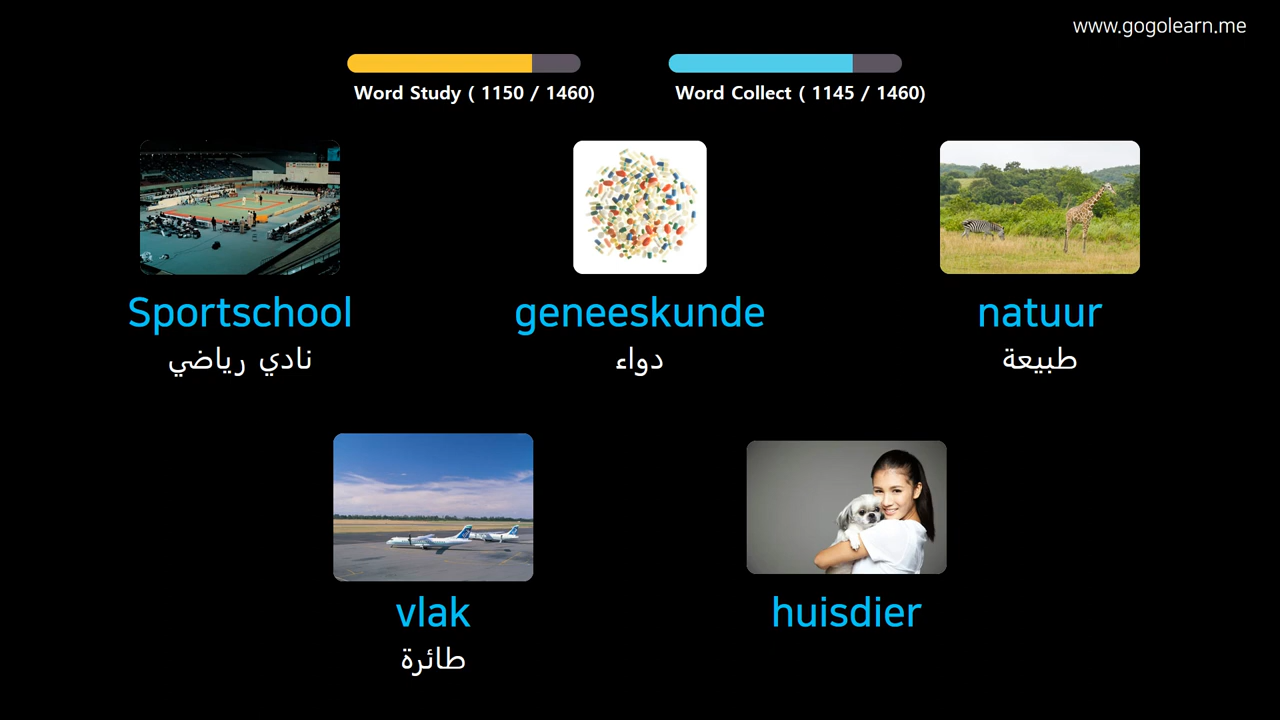 www.gogolearn.me
Word Study ( 1150 / 1460)
Word Collect ( 1145 / 1460)
Sportschool
نادي رياضي
geneeskunde
دواء
natuur
طبيعة
vlak
طائرة
huisdier